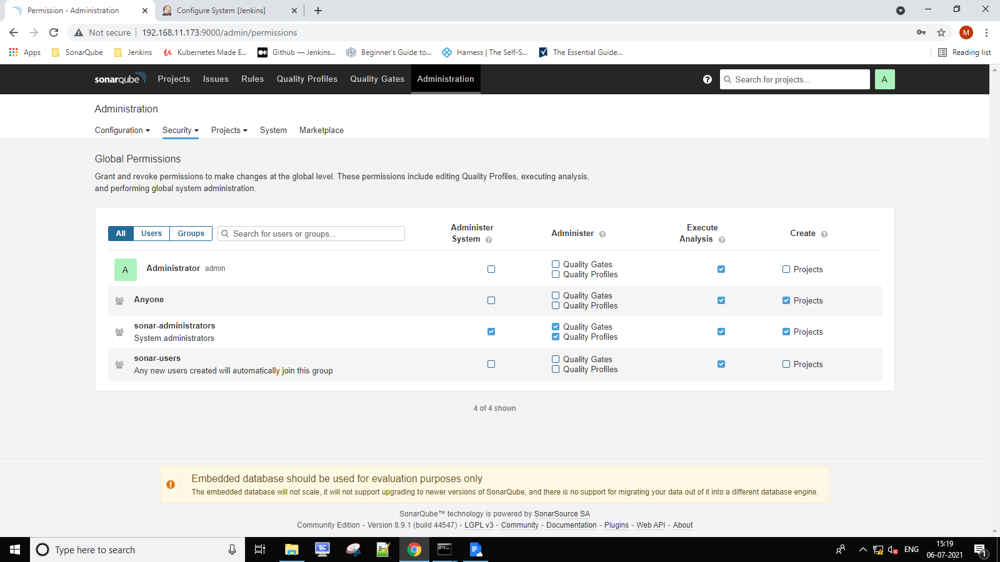 Permission - Administration
Configure System [Jenkins]
Not secure
192.168.11.173:9000/admin/permissions
M
Apps
SonarQube
Jenkins
Kubernetes Made E...
Github — Jenkins...
Beginner's Guide to...
Harness | The Self-S...
The Essential Guide...
Reading list
sonarqube
Projects
Issues
Rules
Quality Profiles
Quality Gates
Administration
Search for projects...
A
Administration
Configuration
Security
Projects
System
Marketplace
Global Permissions
Grant and revoke permissions to make changes at the global level. These permissions include editing Quality Profiles, executing analysis,
and performing global system administration.
All
Users
Groups
Search for users or groups...
Administer
System
Administer
Execute
Analysis
Create
A
Administrator admin
Quality Gates
Quality Profiles
Projects
Anyone
Quality Gates
Quality Profiles
Projects
sonar-administrators
System administrators
Quality Gates
Quality Profiles
Projects
sonar-users
Any new users created will automatically join this group
Quality Gates
Quality Profiles
Projects
4 of 4 shown
Embedded database should be used for evaluation purposes only
The embedded database will not scale, it will not support upgrading to newer versions of SonarQube, and there is no support for migrating your data out of it into a different database engine.
SonarQube™ technology is powered by SonarSource SA
Community Edition - Version 8.9.1 (build 44547) - LGPL v3 - Community - Documentation - Plugins - Web API - About
Type here to search
SC
ENG
15:19
06-07-2021
1